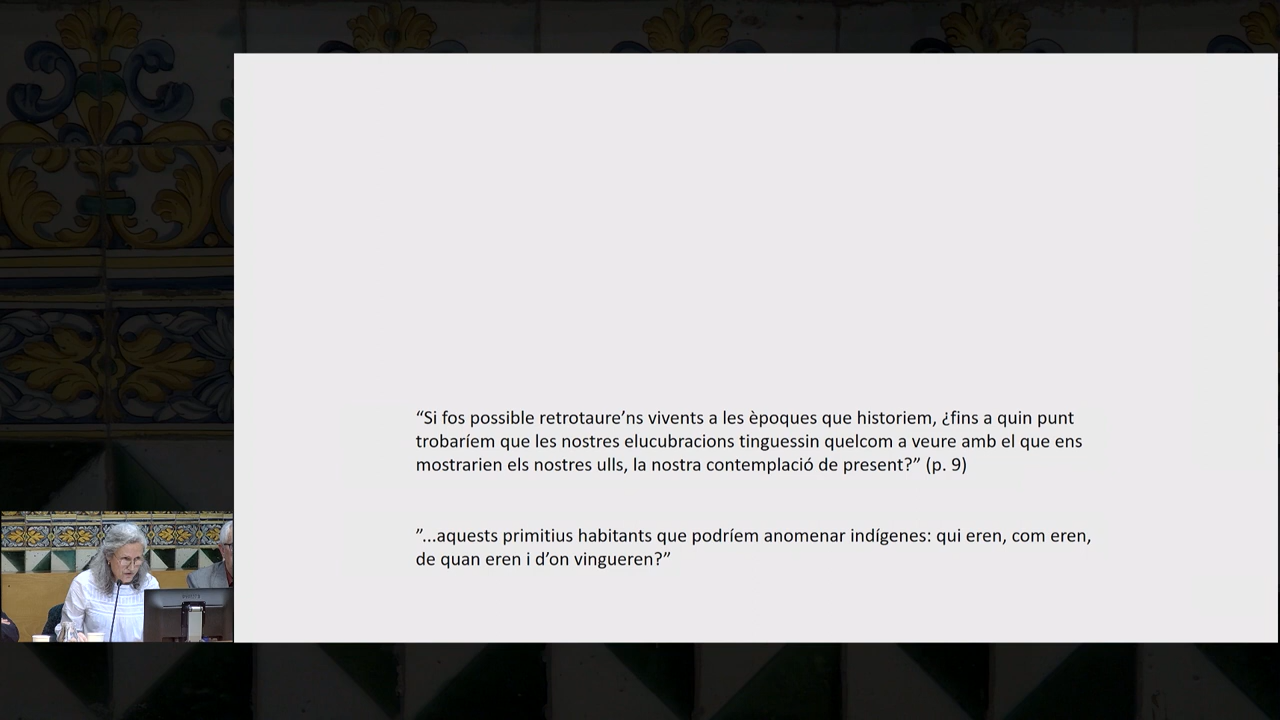 “Si fos possible retrotaure’ns vivents a les èpoques que historiem, ¿fins a quin punt
trobaríem que les nostres elucubracions tinguessin quelcom a veure amb el que ens
mostrarien els nostres ulls, la nostra contemplació de present?” (p. 9)
”...aquests primitius habitants que podríem anomenar indígenes: qui eren, com eren,
de quan eren i d’on vingueren?”